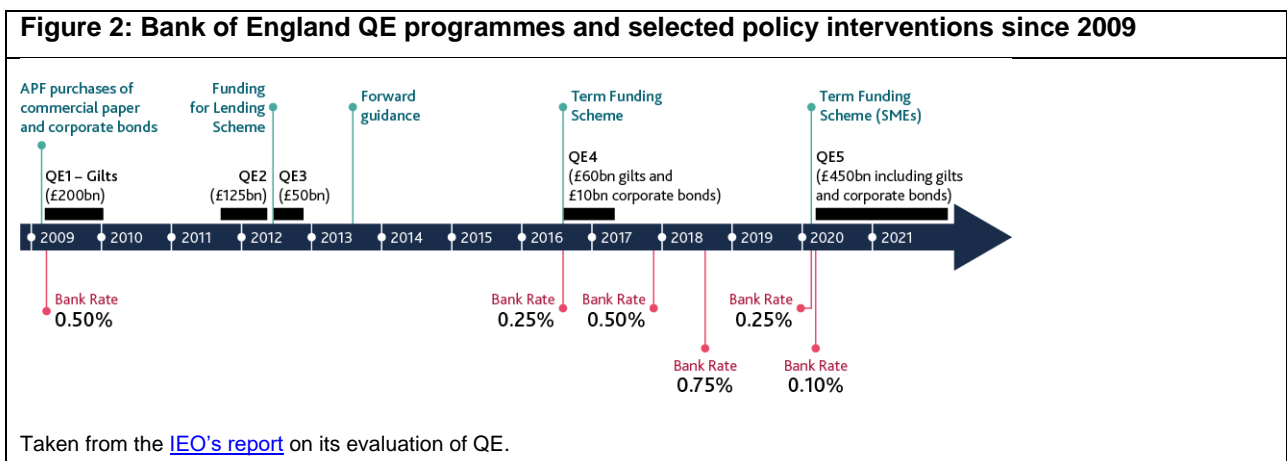 Figure 2: Bank of England QE programmes and selected policy interventions since 2009
APF purchases of
commercial paper
and corporate bonds
Funding
for Lending
Scheme
Forward
guidance
Term Funding
Scheme
Term Funding
Scheme (SMEs)
QE1 – Gilts
(£200bn)
QE2
(£125bn)
QE3
(£50bn)
QE4
(£60bn gilts and
£10bn corporate bonds)
QE5
(£450bn including gilts
and corporate bonds)
2009 2010 2011 2012 2013 2014 2015 2016 2017 2018 2019 2020 2021
Bank Rate
0.50%
Bank Rate
0.25%
Bank Rate
0.50%
Bank Rate
0.75%
Bank Rate
0.25%
Bank Rate
0.10%
Taken from the IEO's report on its evaluation of QE.